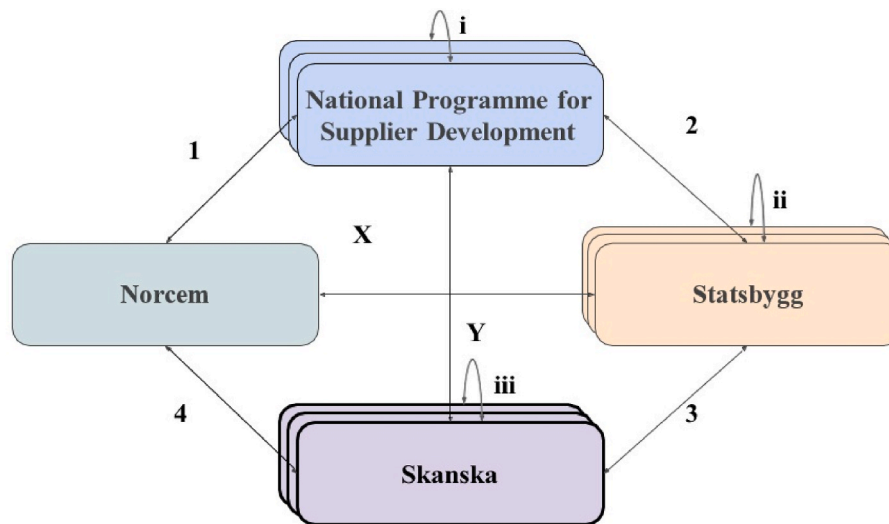 i
National Programme for
Supplier Development
1
2
ii
X
Norcem
Statsbygg
Y
iii
4
3
Skanska